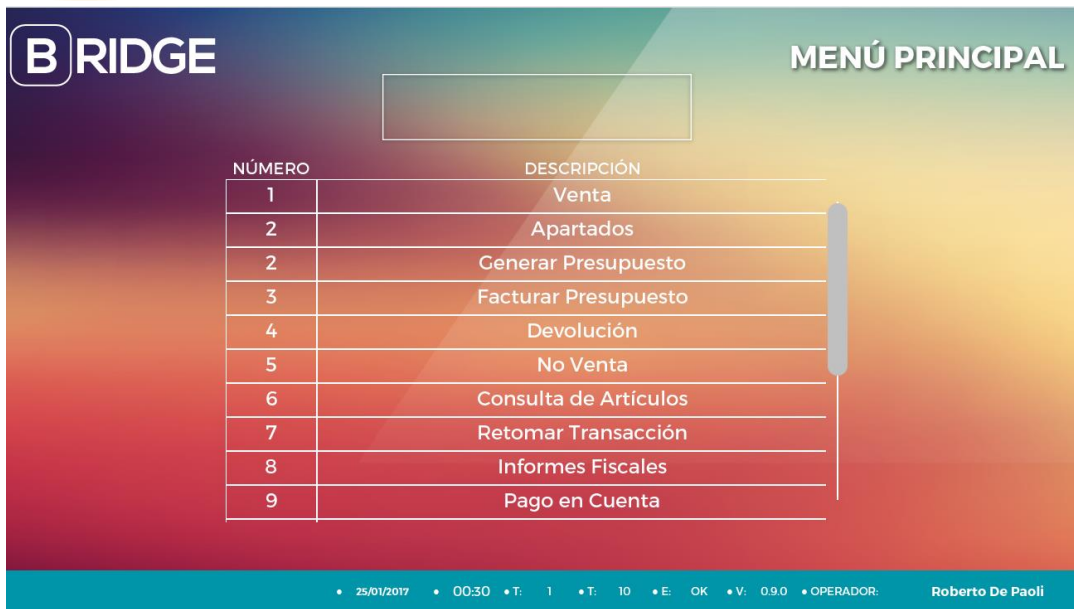 BRIDGE
MENÚ PRINCIPAL
NÚMERO DESCRIPCIÓN
1 Venta
2 Apartados
2 Generar Presupuesto
3 Facturar Presupuesto
4 Devolución
5 No Venta
6 Consulta de Artículos
7 Retomar Transacción
8 Informes Fiscales
9 Pago en Cuenta
• 25/01/2017 • 00:30 • T: 1 • T: 10 • E: OK • V: 0.9.0 • OPERADOR: Roberto De Paoli